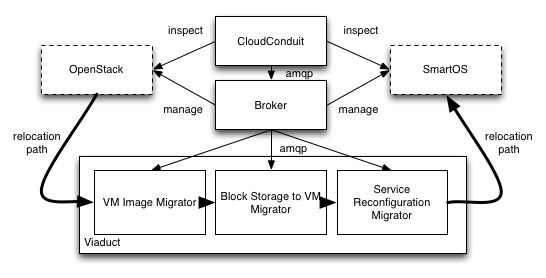 inspect
CloudConduit
inspect
OpenStack
amqp
SmartOS
manage
Broker
manage
relocation
path
amqp
relocation
path
VM Image Migrator
Block Storage to VM
Migrator
Service
Reconfiguration
Migrator
Viaduct